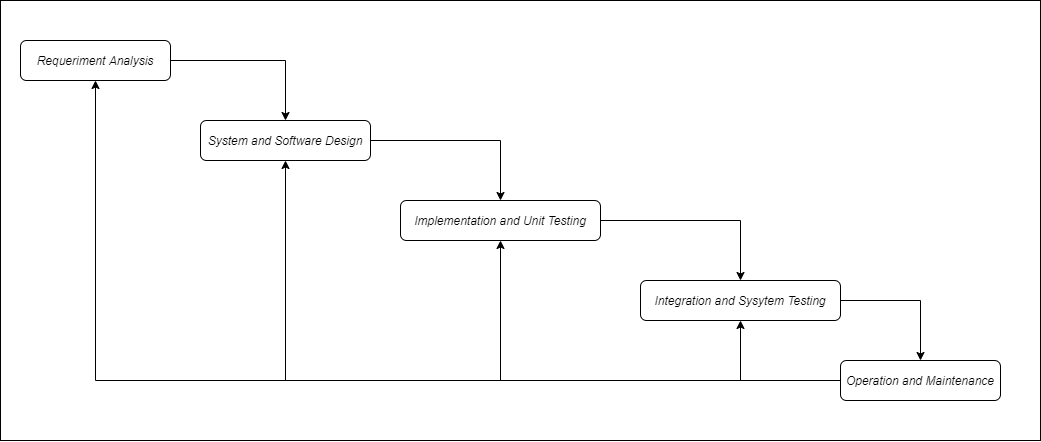 Requeriment Analysis
System and Software Design
Implementation and Unit Testing
Integration and Sysytem Testing
Operation and Maintenance